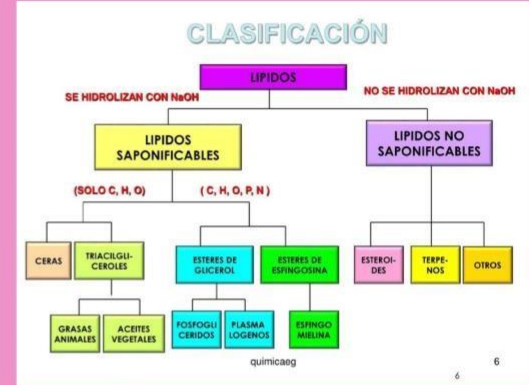 CLASIFICACIÓN
LIPIDOS
SE HIDROLIZAN CON NaOH
NO SE HIDROLIZAN CON NaOH
LIPIDOS
SAPONIFICABLES
LIPIDOS NO
SAPONIFICABLES
(SOLO C, H, O)
( C, H, O, P, N )
CERAS
TRIACILGLI-
CEROLES
ESTERES DE
GLICEROL
ESTERES DE
ESFINGOSINA
ESTEROI-
DES
TERPE-
NOS
OTROS
GRASAS
ANIMALES
ACEITES
VEGETALES
FOSFOGLI
CERIDOS
PLASMA
LOGENOS
ESFINGO
MIELINA
quimicaeg
6
6